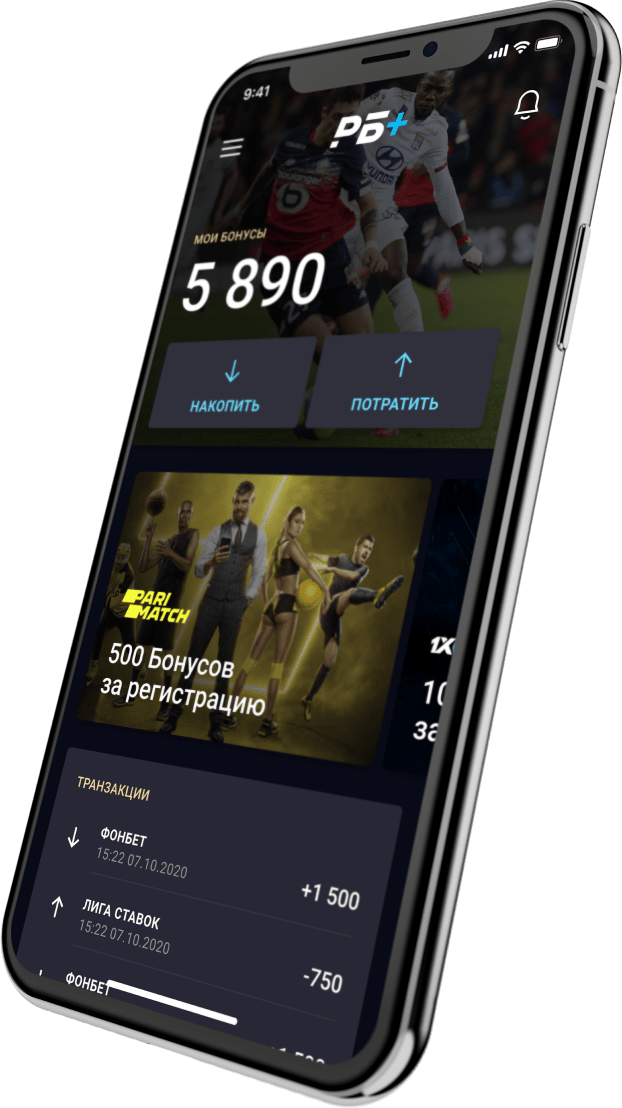 9:41
РБ+
HYUNDAI
МОИ БОНУСЫ
5 890
НАКОПИТЬ
ПОТРАТИТЬ
PARI
MATCH
500 Бонусов
за регистрацию
1X
10
за
ТРАНЗАКЦИИ
ФОНБЕТ
15:22 07.10.2020
+1 500
ЛИГА СТАВОК
15:22 07.10.2020
-750
ФОНБЕТ